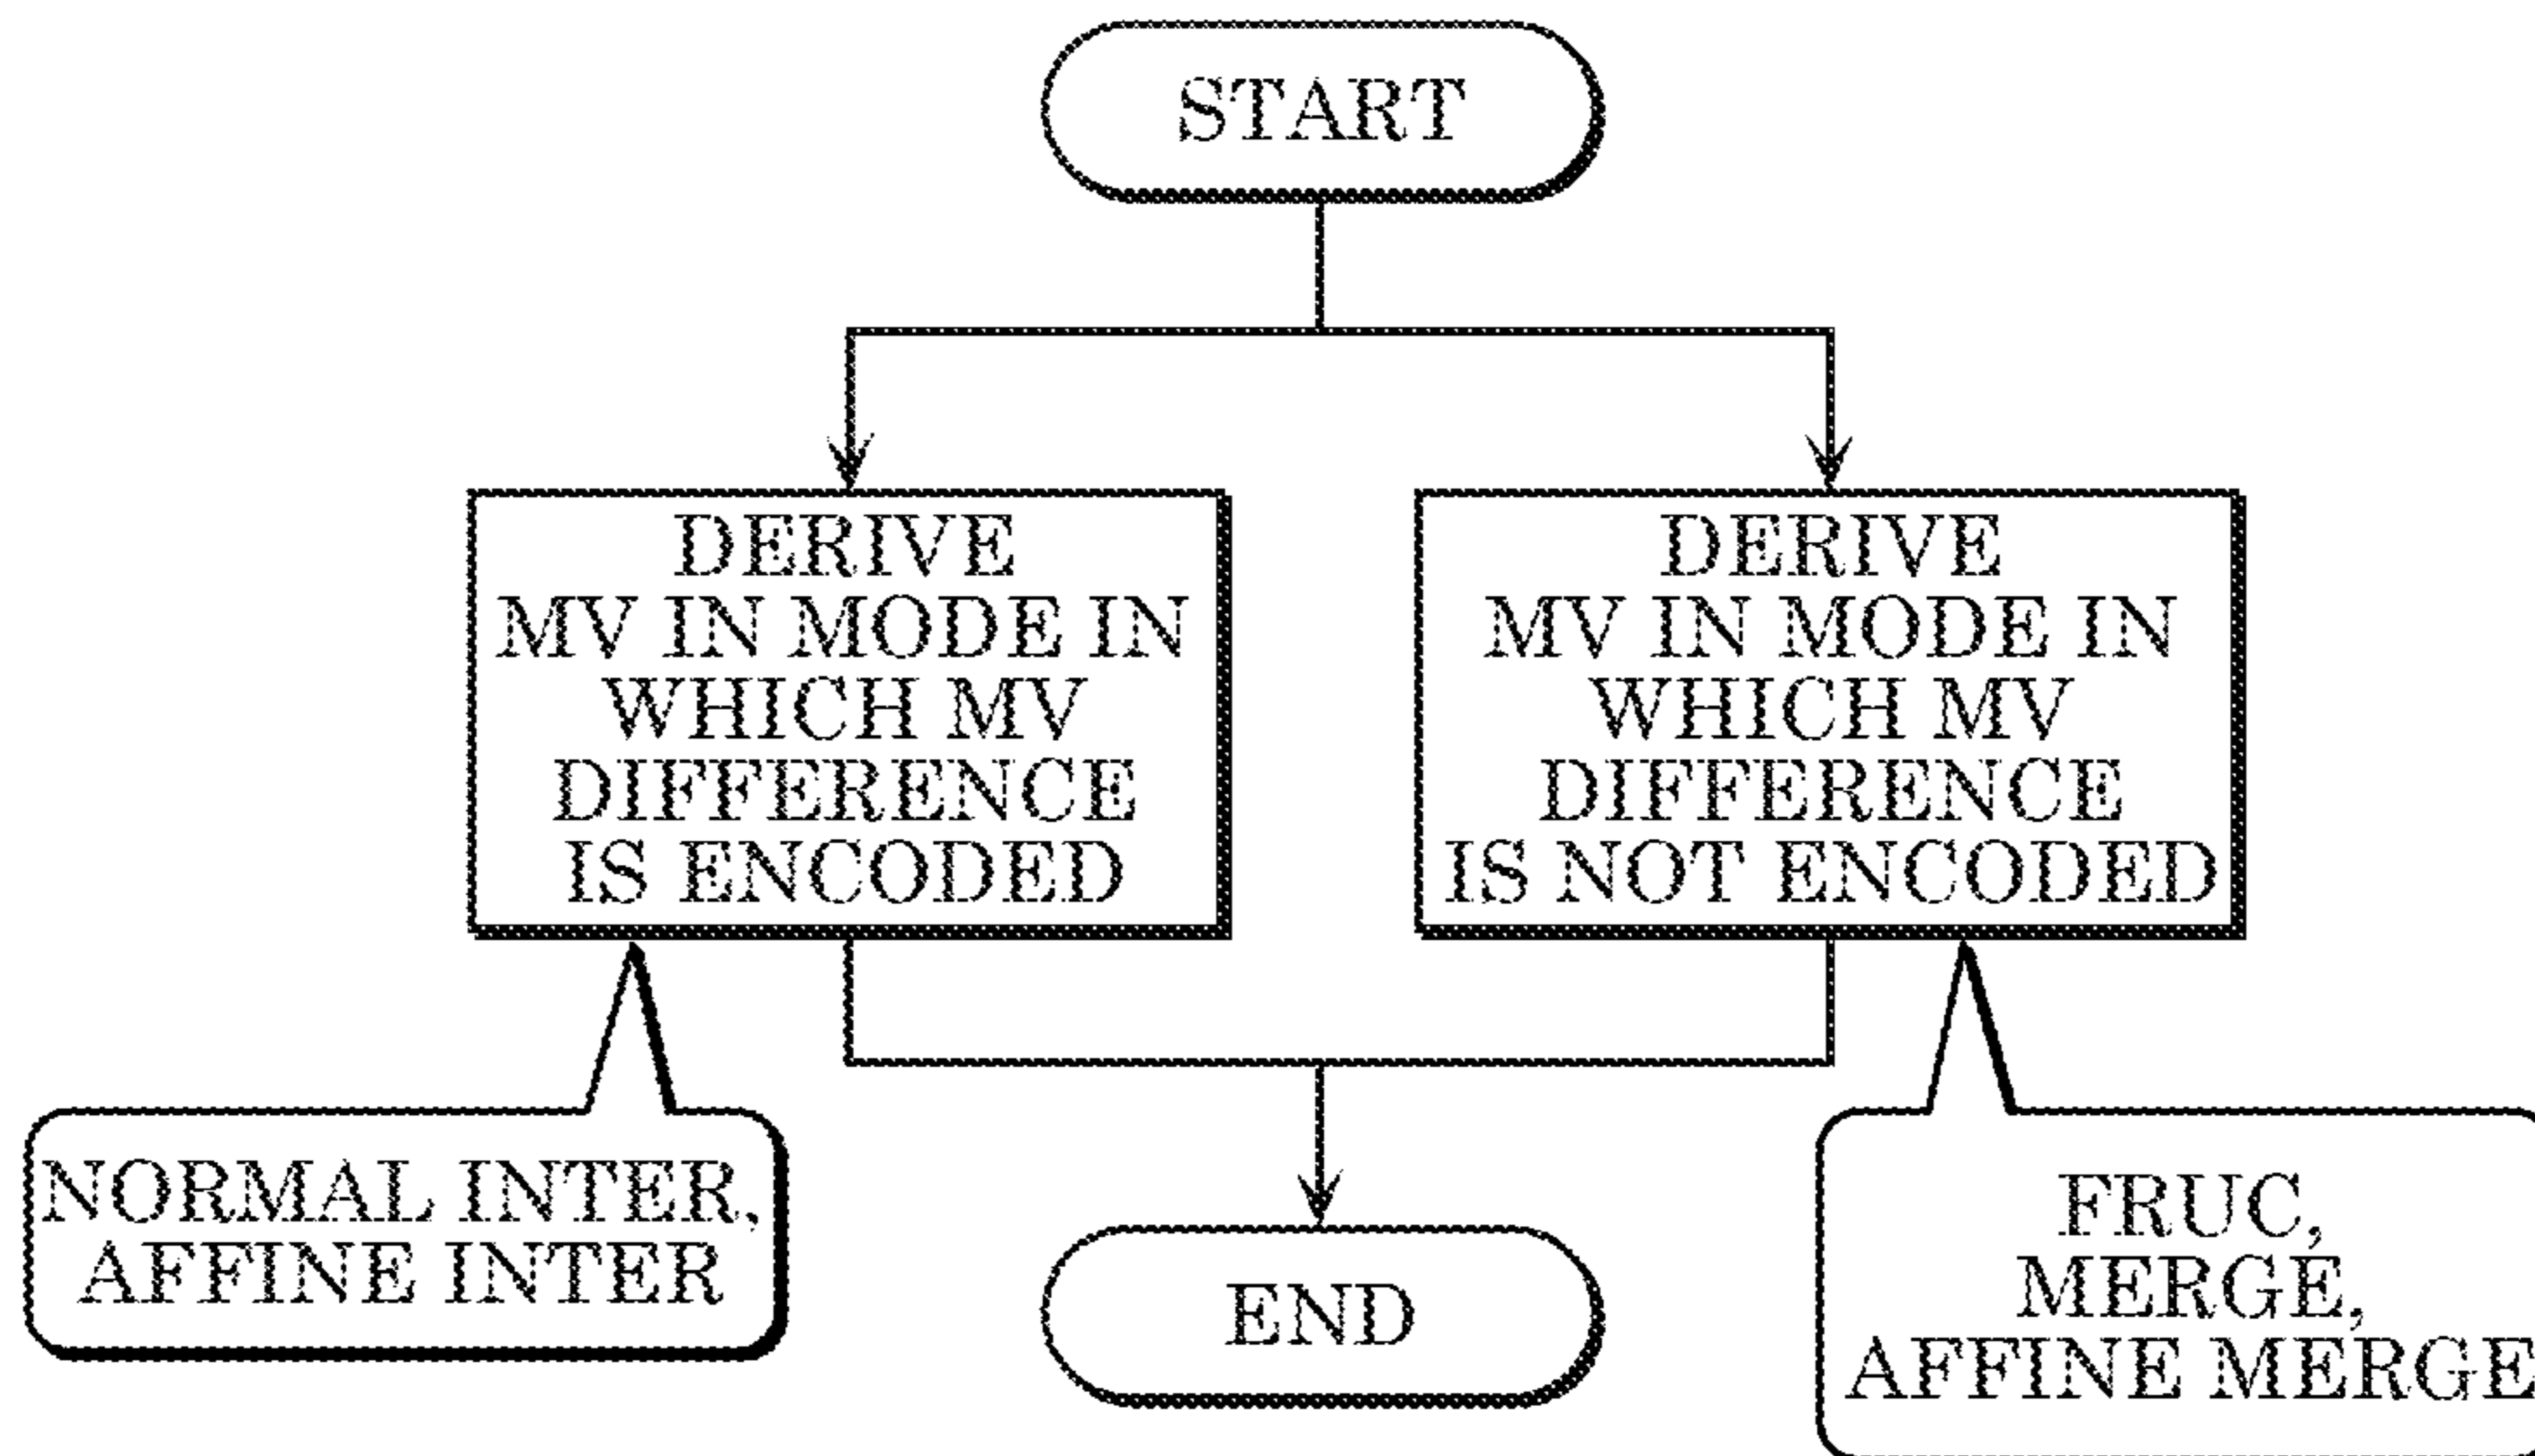 START
DERIVE
MV IN MODE IN
WHICH MV
DIFFERENCE
IS ENCODED
DERIVE
MV IN MODE IN
WHICH MV
DIFFERENCE
IS NOT ENCODED
NORMAL INTER,
AFFINE INTER
END
FRUC,
MERGE,
AFFINE MERGE